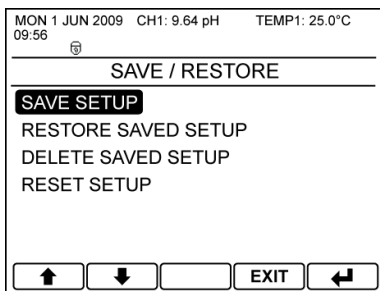 MON 1 JUN 2009 CH1: 9.64 pH TEMP1: 25.0°C
09:56
SAVE / RESTORE
SAVE SETUP
RESTORE SAVED SETUP
DELETE SAVED SETUP
RESET SETUP
EXIT